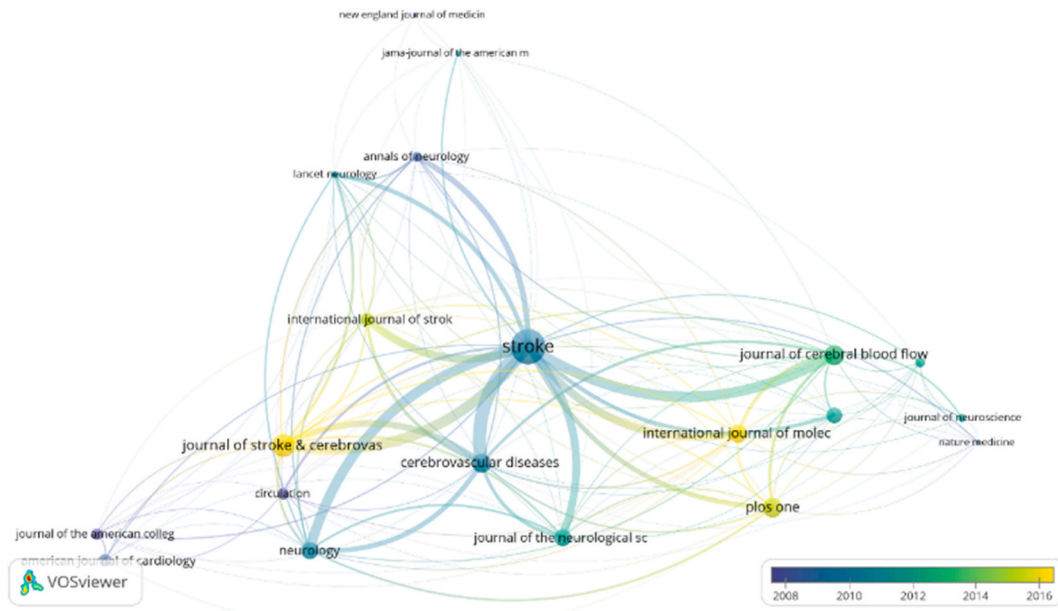 new england journal of medicin
jama-journal of the american m
annals of neurology
lancet neurology
international journal of strok
stroke
journal of cerebral blood flow
journal of neuroscience
international journal of molec
nature medicine
journal of stroke & cerebrovas
cerebrovascular diseases
circulation
plos one
journal of the american colleg
journal of the neurological sc
neurology
american journal of cardiology
VOSviewer
2008 2010 2012 2014 2016